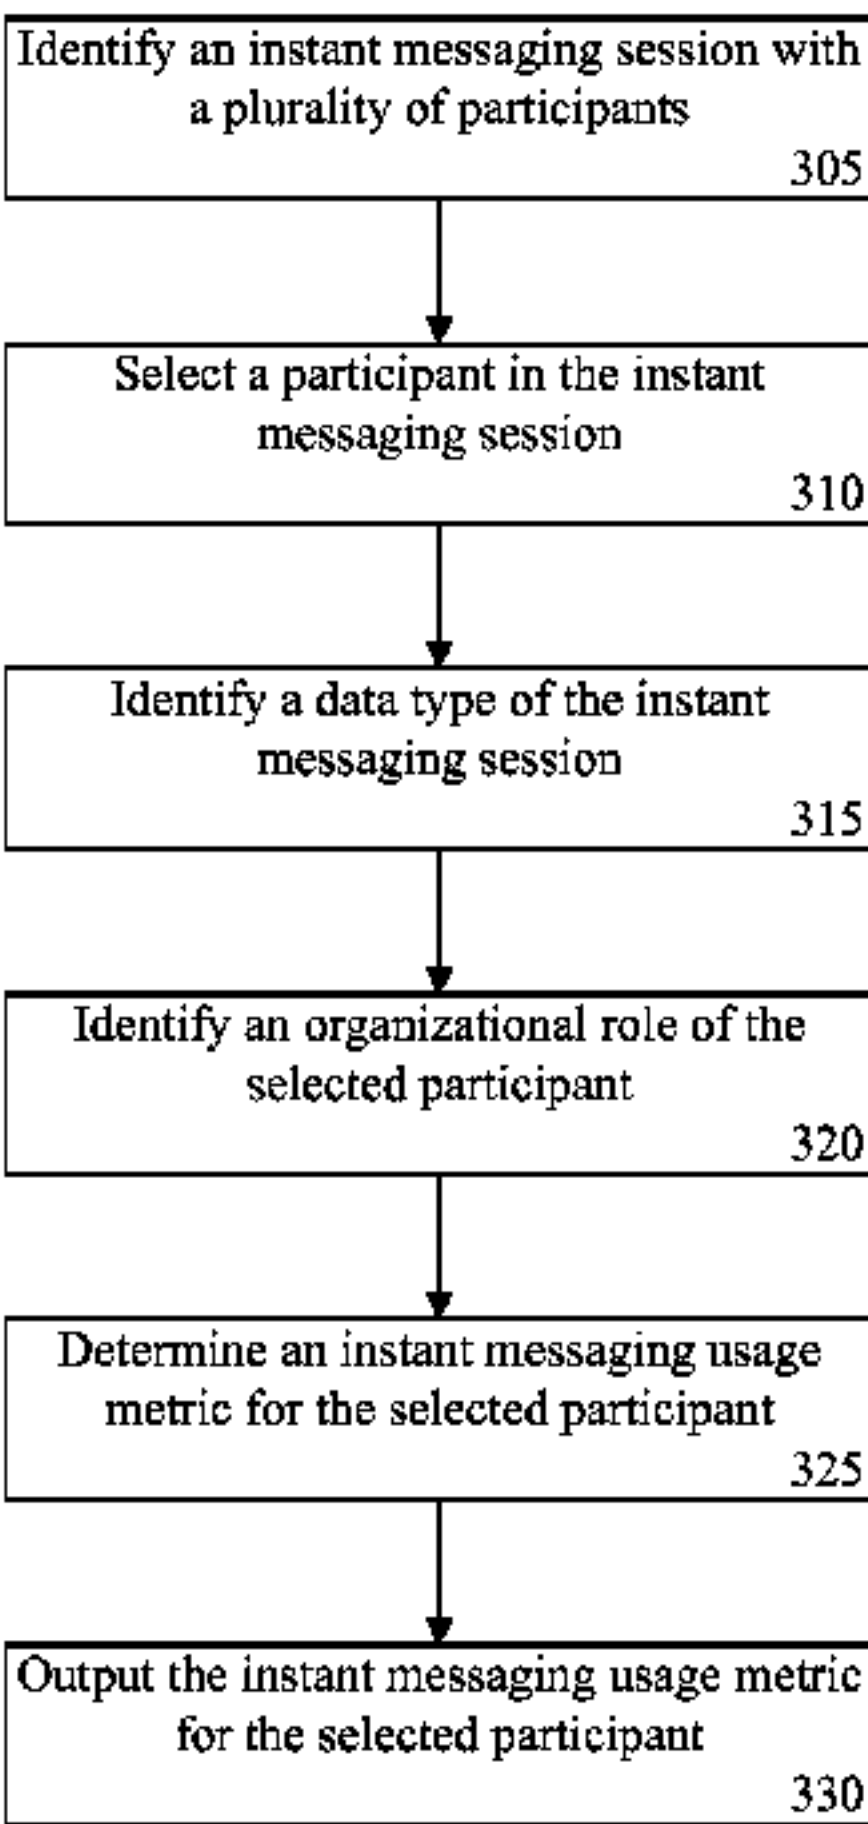 Identify an instant messaging session with
a plurality of participants
305
Select a participant in the instant
messaging session
310
Identify a data type of the instant
messaging session
315
Identify an organizational role of the
selected participant
320
Determine an instant messaging usage
metric for the selected participant
325
Output the instant messaging usage metric
for the selected participant
330